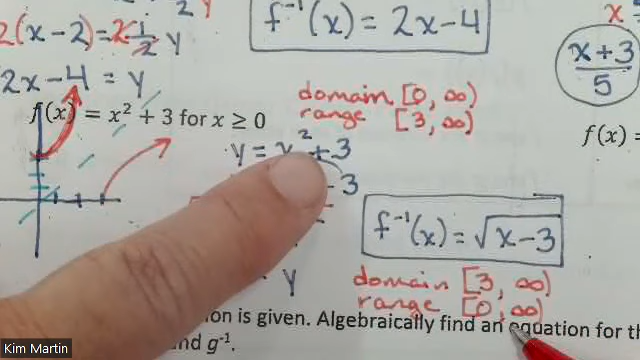 2(x-2)=2·½y
2x-4 = y
f⁻¹(x) = 2x-4
x+3
5
f(x) = x² + 3 for x ≥ 0
domain [0, ∞)
range [3, ∞)
f(x) =
y = x² + 3
- 3
f⁻¹(x) = √x-3
y
domain [3, ∞)
range [0, ∞)
on is given. Algebraically find an equation for th
nd g⁻¹.
Kim Martin